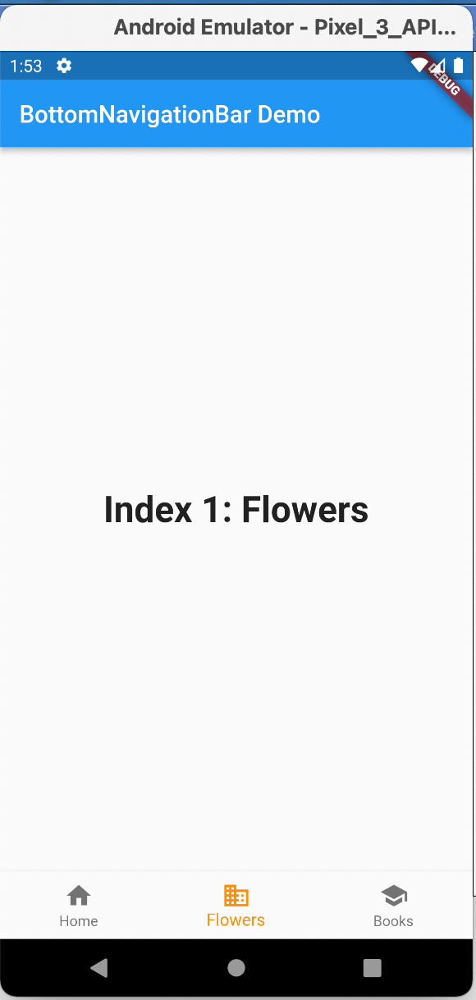 Android Emulator - Pixel_3_API...
1:53
DEBUG
BottomNavigationBar Demo
Index 1: Flowers
Home
Flowers
Books